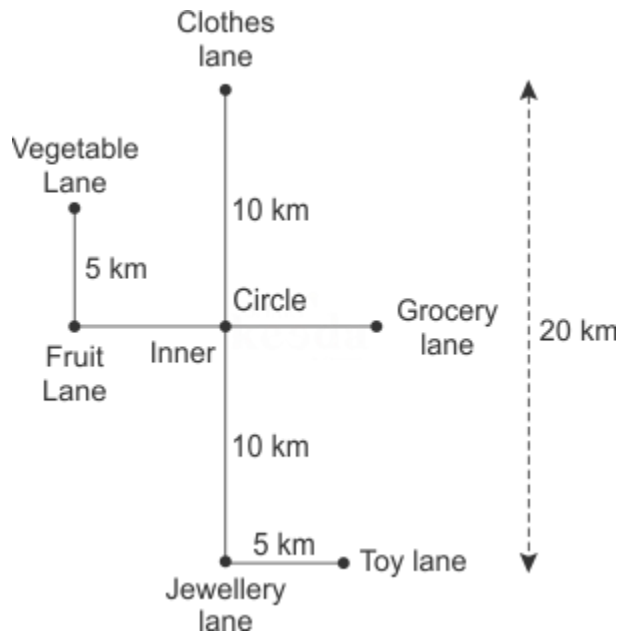 Clothes
lane
Vegetable
Lane
10 km
5 km
Circle
Grocery
lane
20 km
Inner
Fruit
Lane
10 km
5 km
Toy lane
Jewellery
lane